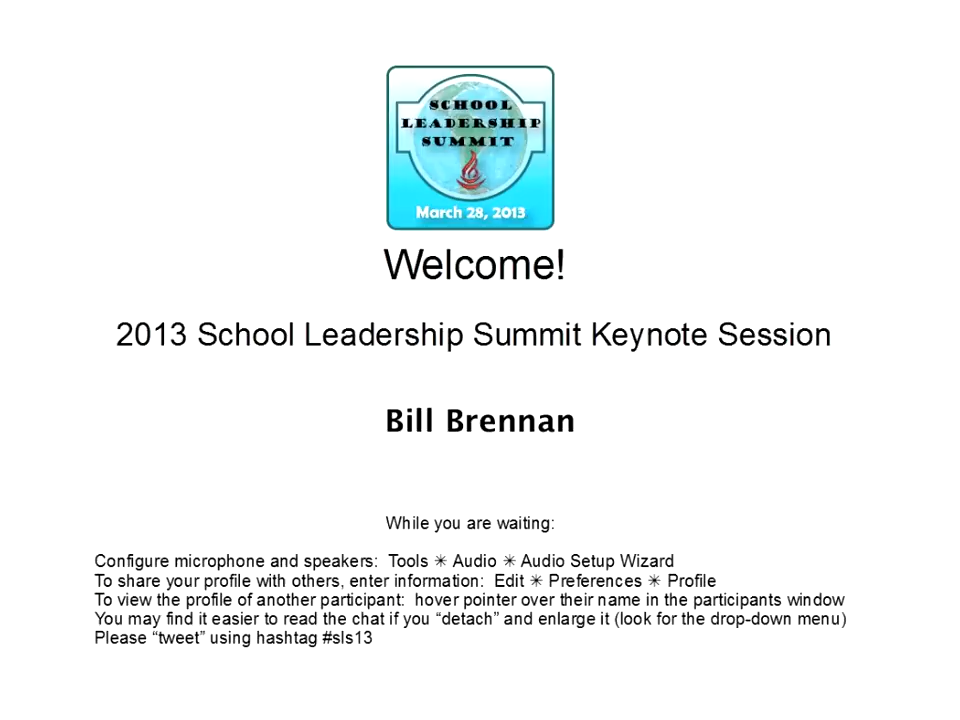 SCHOOL
LEADERSHIP
SUMMIT
March 28, 2013
Welcome!
2013 School Leadership Summit Keynote Session
Bill Brennan
While you are waiting:
Configure microphone and speakers:  Tools ✴ Audio ✴ Audio Setup Wizard
To share your profile with others, enter information:  Edit ✴ Preferences ✴ Profile
To view the profile of another participant:  hover pointer over their name in the participants window
You may find it easier to read the chat if you “detach” and enlarge it (look for the drop-down menu)
Please “tweet” using hashtag #sls13